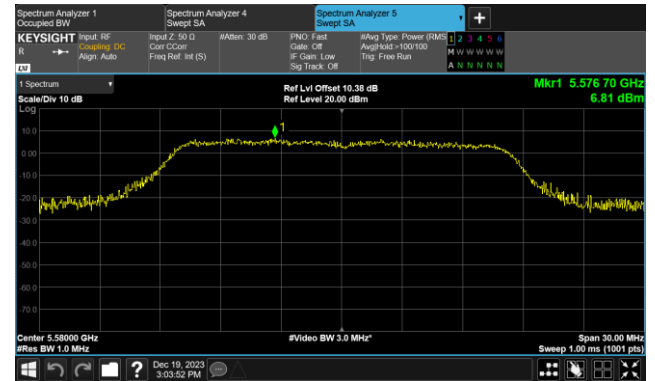 Spectrum Analyzer 1
Occupied BW
Spectrum Analyzer 4
Swept SA
Spectrum Analyzer 5
Swept SA
+
KEYSIGHT
R
LXI
Input: RF
Coupling: DC
Align: Auto
Input Z: 50 Ω
Corr CCorr
Freq Ref: Int (S)
#Atten: 30 dB
PNO: Fast
Gate: Off
IF Gain: Low
Sig Track: Off
#Avg Type: Power (RMS
Avg|Hold:>100/100
Trig: Free Run
1 2 3 4 5 6
M W W W W W
A N N N N N
1 Spectrum
Scale/Div 10 dB
Log
Ref Lvl Offset 10.38 dB
Ref Level 20.00 dBm
Mkr1 5.576 70 GHz
6.81 dBm
1
10.0
0.00
-10.0
-20.0
-30.0
-40.0
-50.0
-60.0
-70.0
Center 5.58000 GHz
#Res BW 1.0 MHz
#Video BW 3.0 MHz*
Span 30.00 MHz
Sweep 1.00 ms (1001 pts)
?
Dec 19, 2023
3:03:52 PM